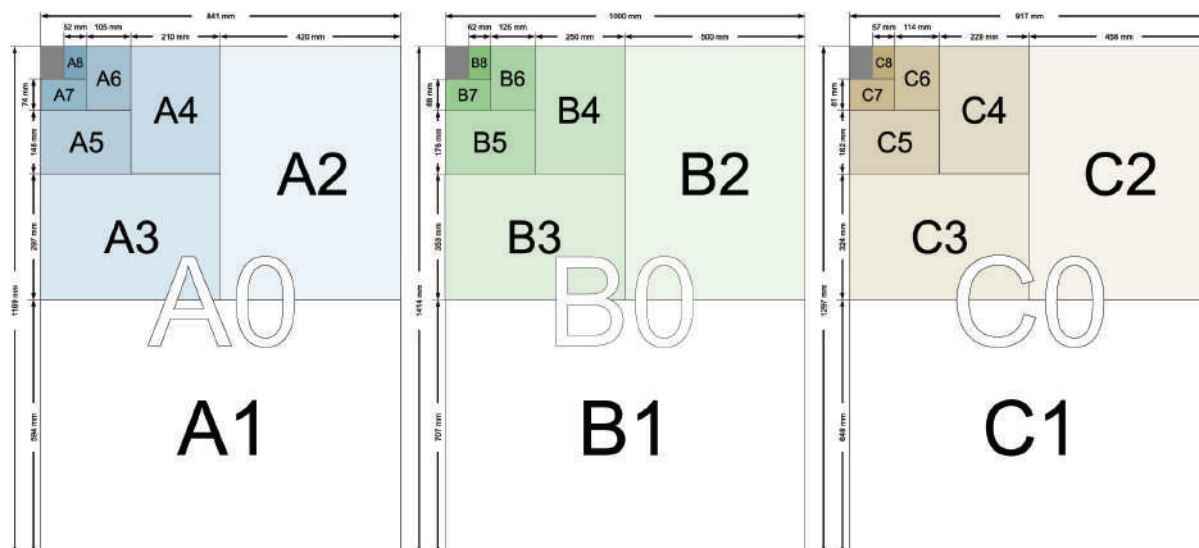 841 mm
52 mm 105 mm
210 mm
420 mm
A8
A6
A7
A4
A5
A2
A3
A0
A1
74 mm
148 mm
297 mm
594 mm
1189 mm
1000 mm
62 mm 125 mm
250 mm
500 mm
B8
B6
B7
B4
B5
B2
B3
B0
B1
88 mm
176 mm
353 mm
707 mm
1414 mm
917 mm
57 mm 114 mm
229 mm
458 mm
C8
C6
C7
C4
C5
C2
C3
C0
C1
81 mm
162 mm
324 mm
648 mm
1297 mm